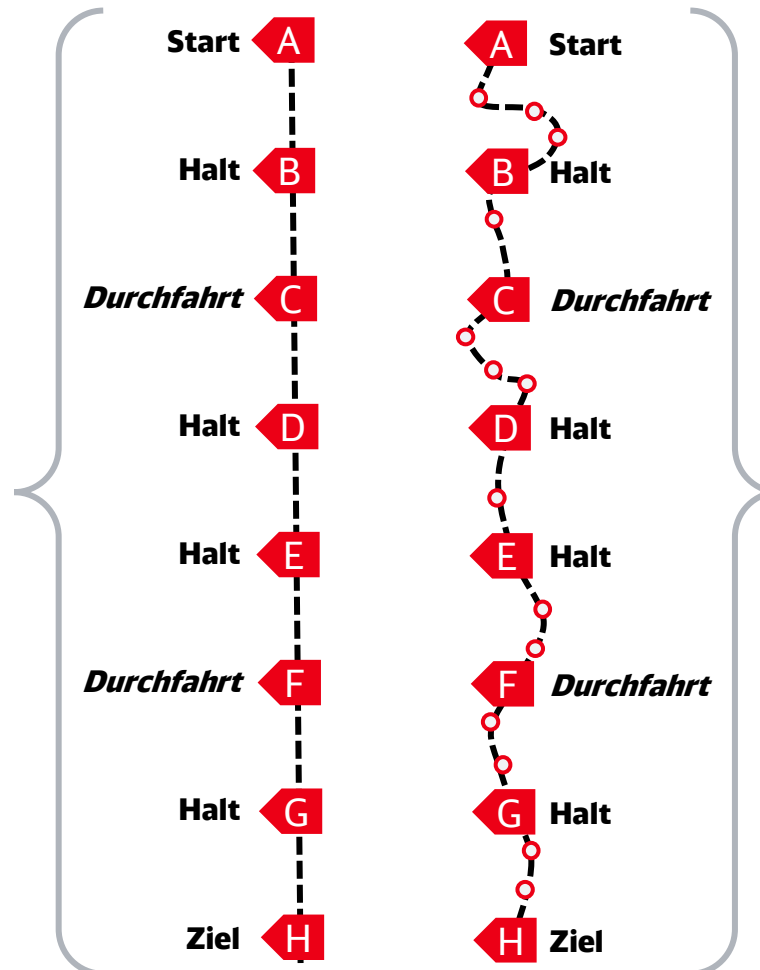 Start A A Start
Halt B B Halt
Durchfahrt C C Durchfahrt
Halt D D Halt
Halt E E Halt
Durchfahrt F F Durchfahrt
Halt G G Halt
Ziel H H Ziel